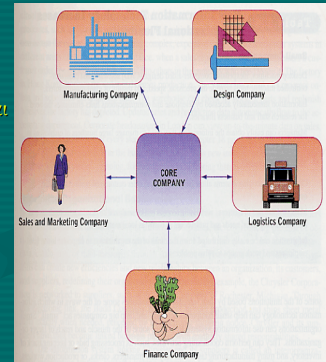 Manufacturing Company
Design Company
CORE
COMPANY
Sales and Marketing Company
Logistics Company
Finance Company